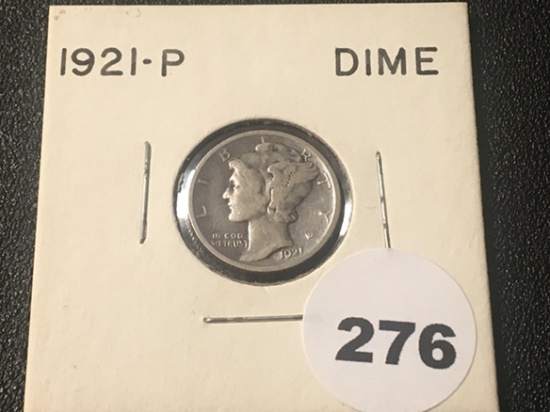 1921-P DIME
LIBERTY
IN GOD
WE TRUST
1921
276